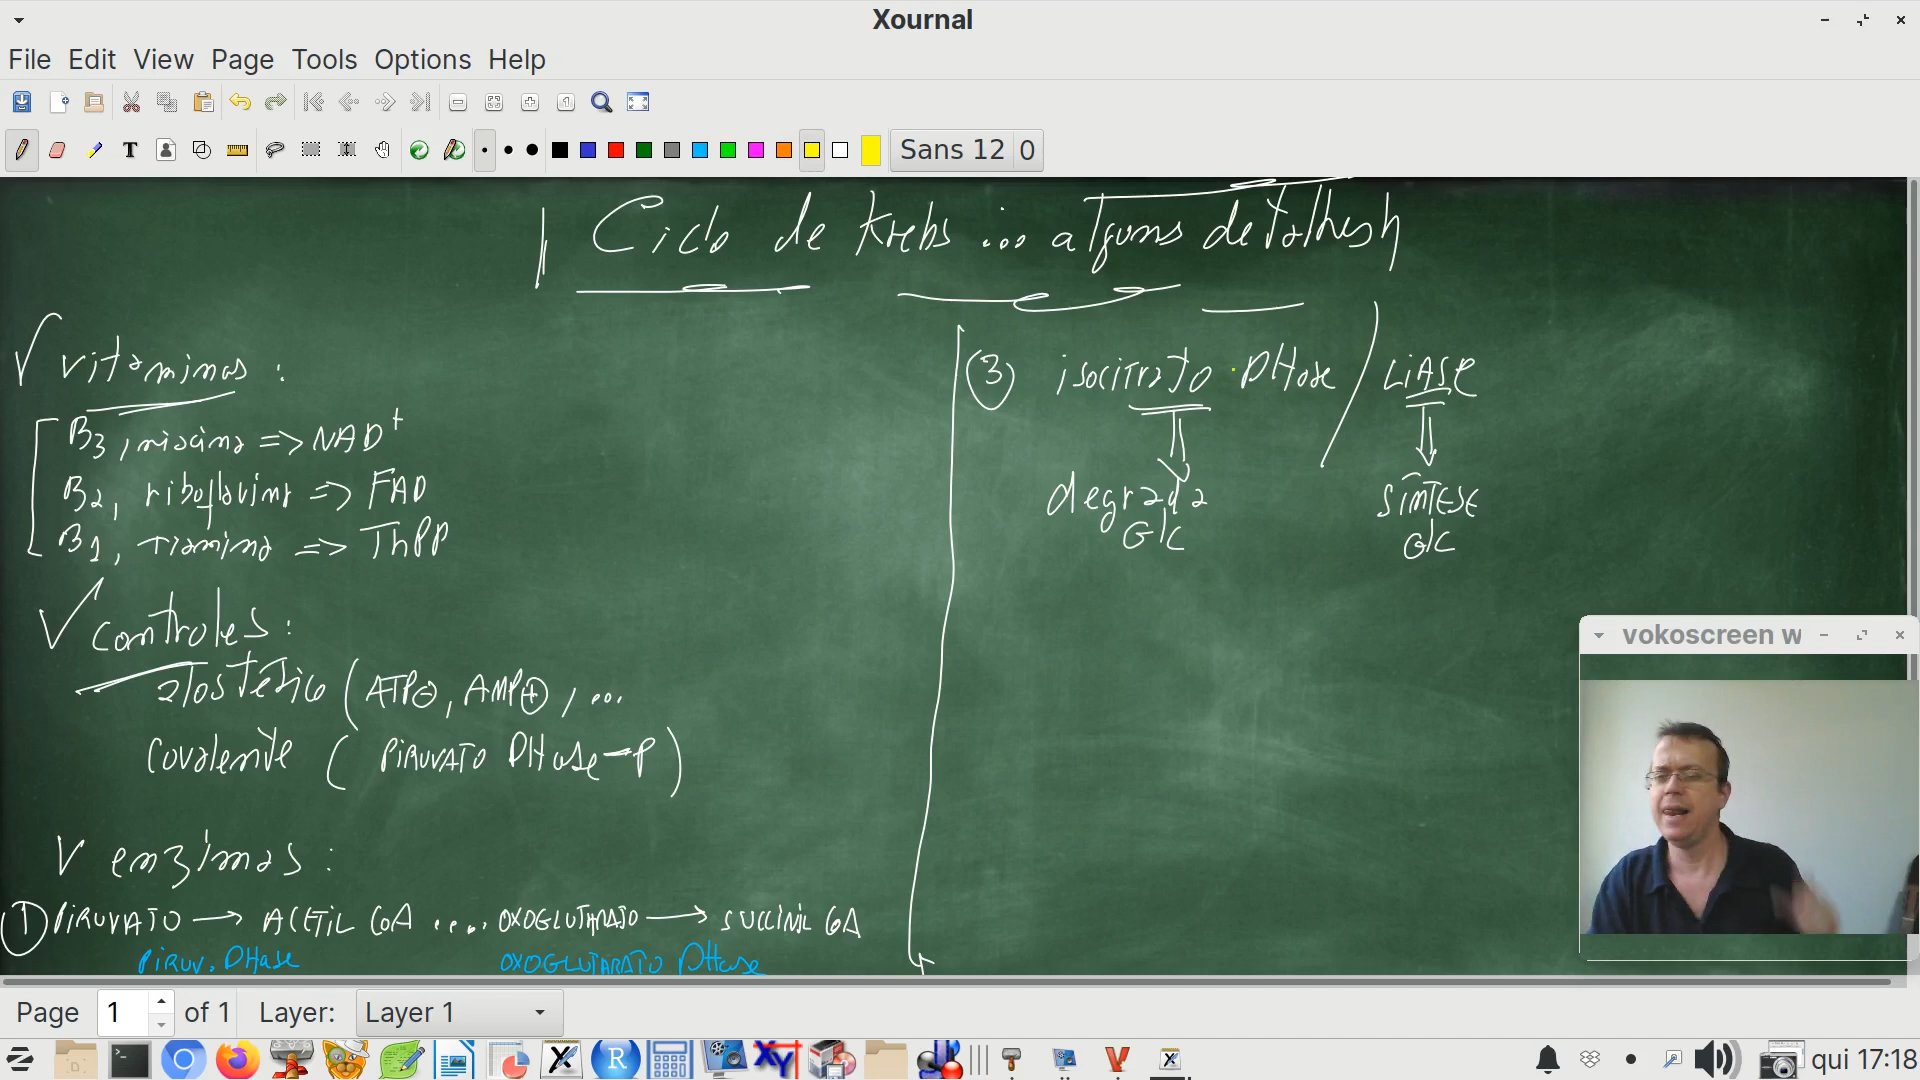 Xournal
File Edit View Page Tools Options Help
Sans 12 0
Ciclo de Krebs ... alguns detalhes
vitaminas :
B3, niacina => NAD+
B2, riboflavina => FAD
B1, tiamina => ThPP
controles :
alostérico (ATP⊖, AMP⊕, ...
covalente ( PIRUVATO DHase-P )
enzimas :
① PIRUVATO → ACETIL CoA .... OXOGLUTARATO → SUCCINIL CoA
PIRUV. DHase OXOGLUTARATO DHase
③ isocitrato DHase / LiASE
degrada SíNTESE
Glc Glc
vokoscreen w
Page 1 of 1 Layer: Layer 1
qui 17:18